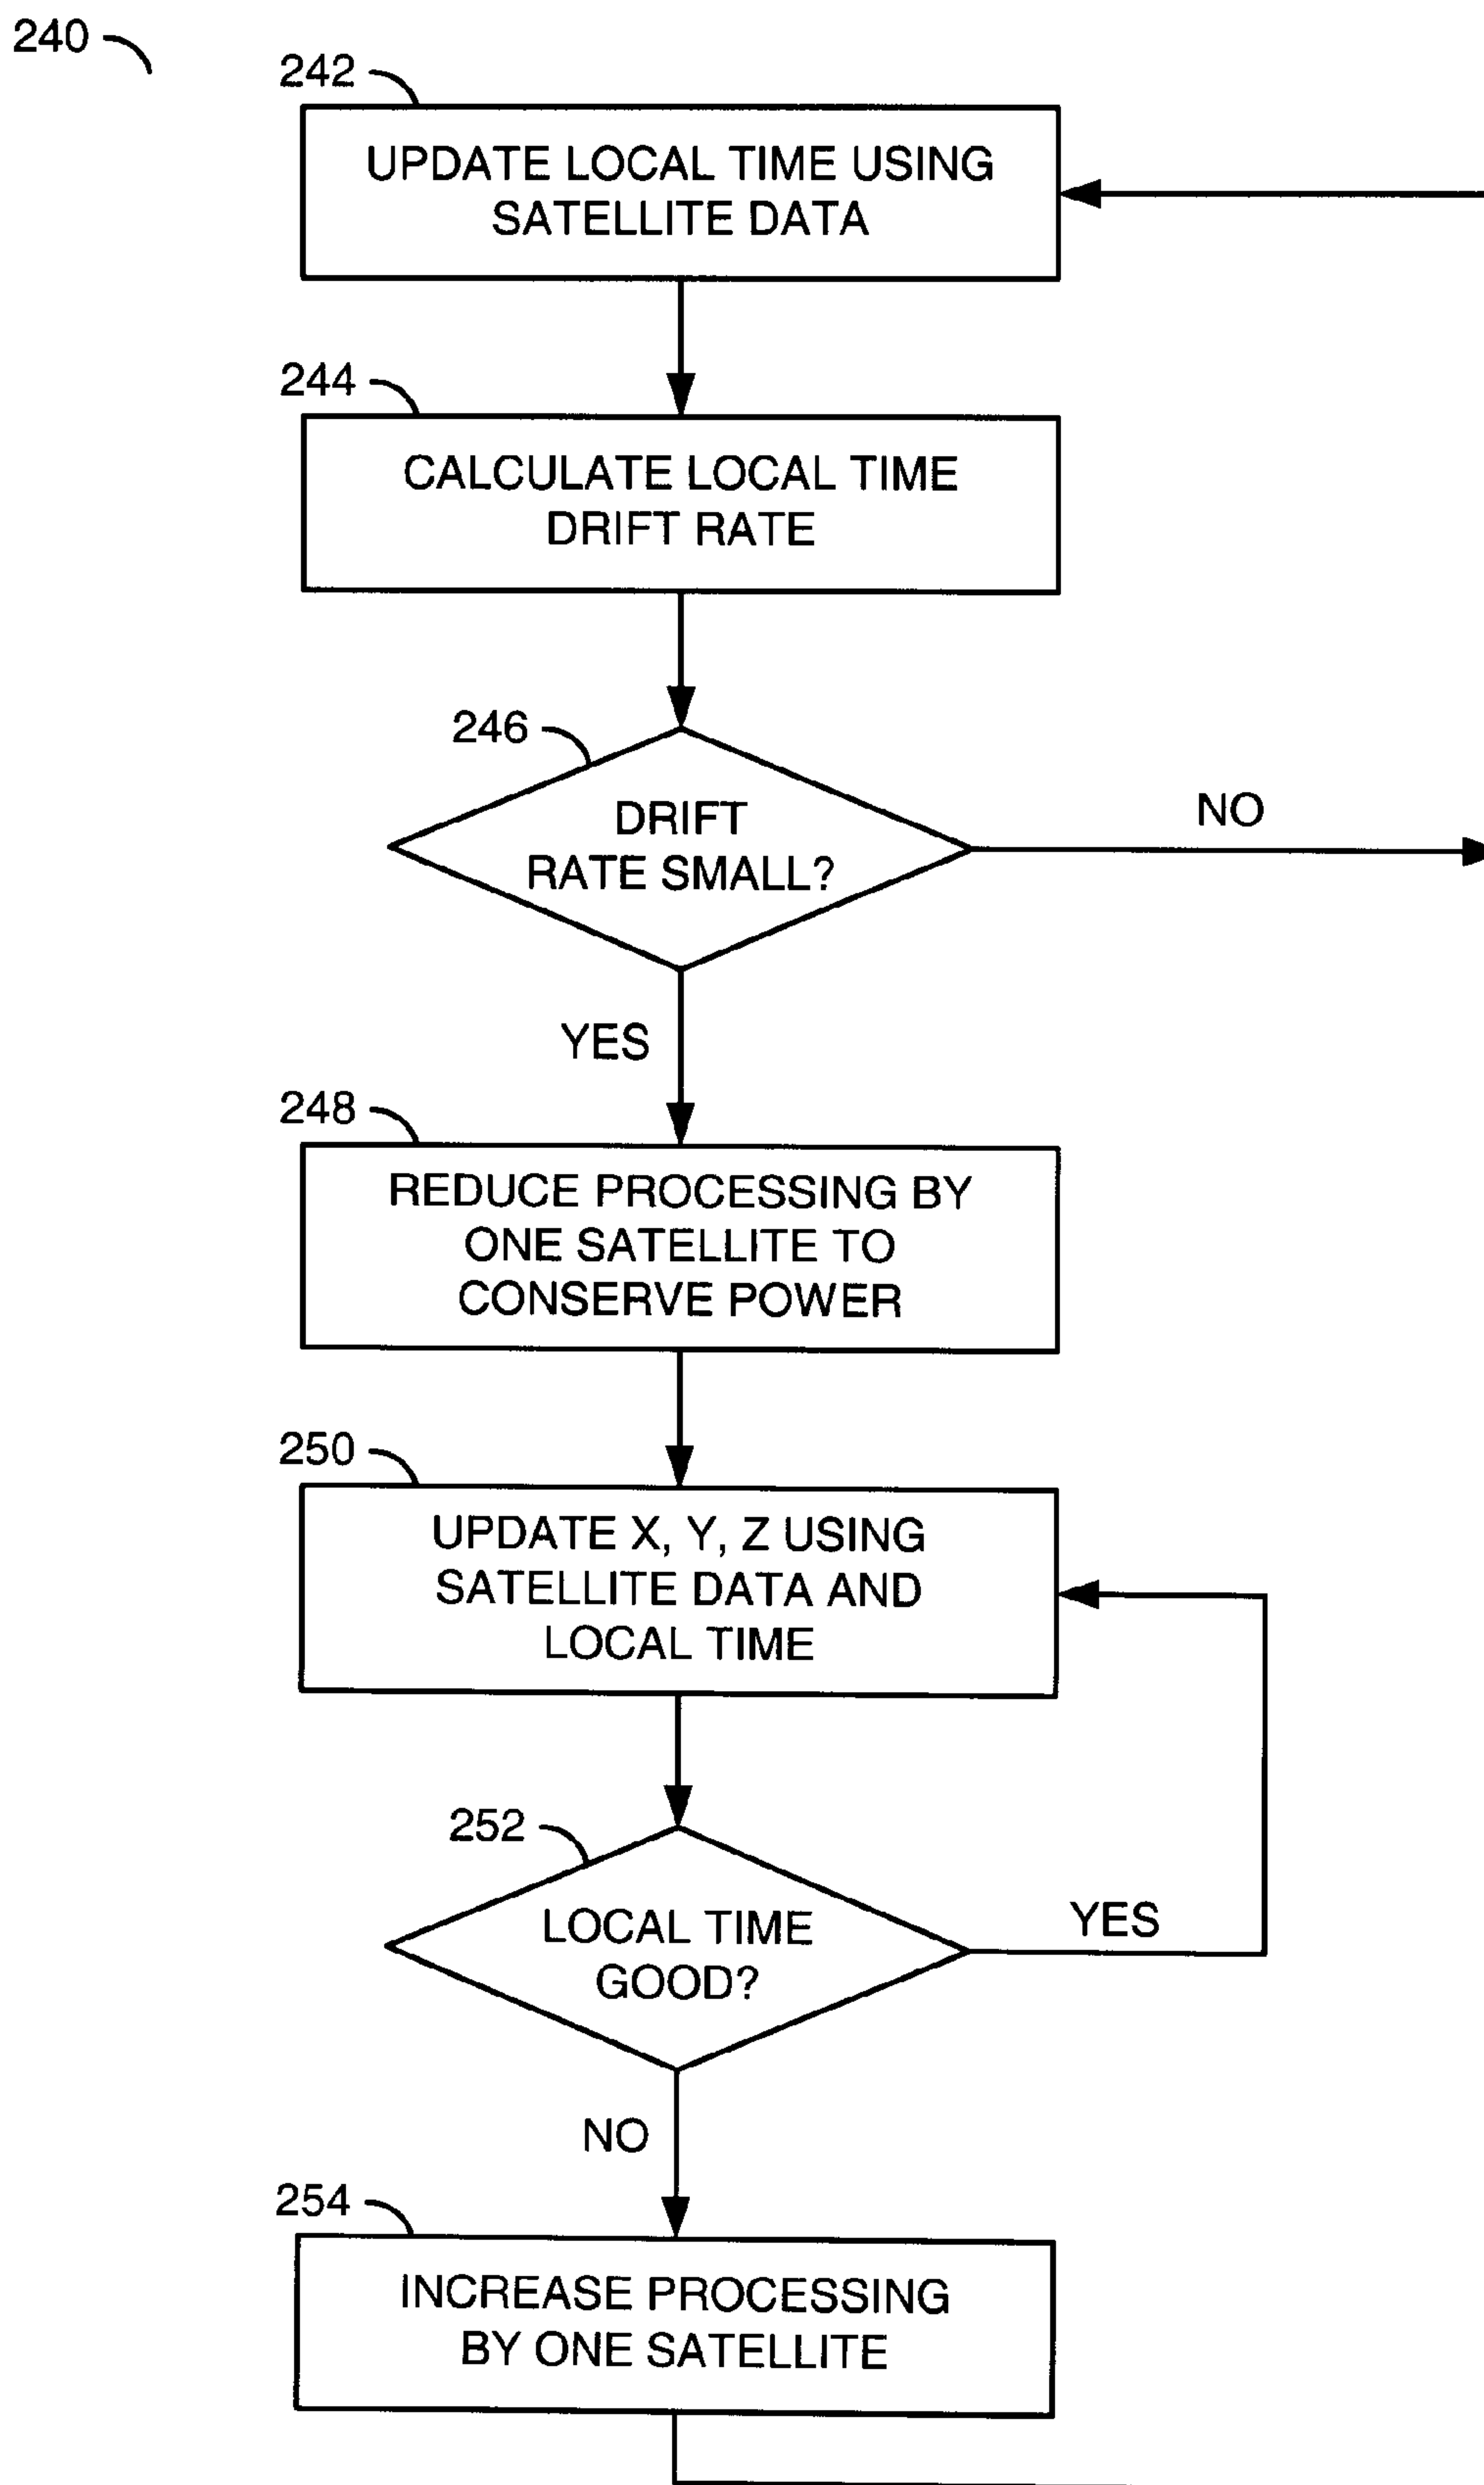 240
242
UPDATE LOCAL TIME USING
SATELLITE DATA
244
CALCULATE LOCAL TIME
DRIFT RATE
246
DRIFT
RATE SMALL?
NO
YES
248
REDUCE PROCESSING BY
ONE SATELLITE TO
CONSERVE POWER
250
UPDATE X, Y, Z USING
SATELLITE DATA AND
LOCAL TIME
252
LOCAL TIME
GOOD?
YES
NO
254
INCREASE PROCESSING
BY ONE SATELLITE